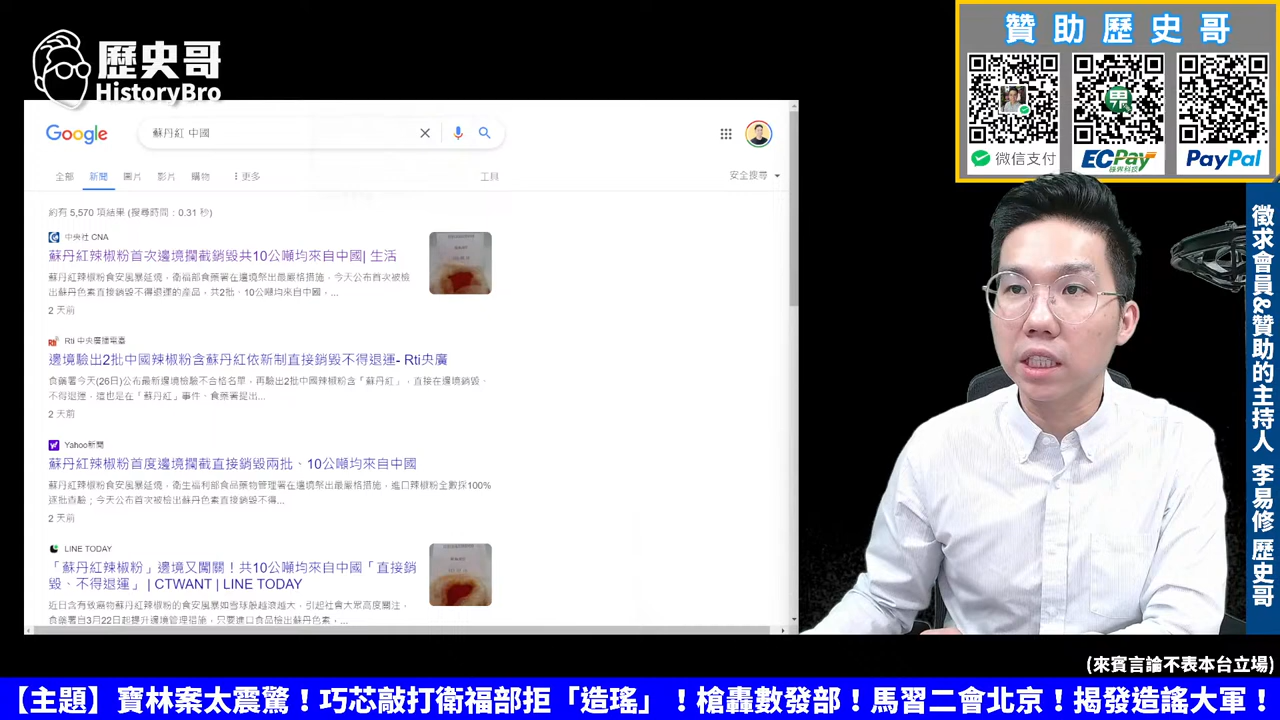 歷史哥
HistoryBro
贊助歷史哥
微信支付
ECPay
綠界科技
PayPal
Google
蘇丹紅 中國
全部
新聞
圖片
影片
購物
更多
工具
安全搜尋
約有 5,570 項結果 (搜尋時間：0.31 秒)
中央社 CNA
蘇丹紅辣椒粉首次邊境攔截銷毀共10公噸均來自中國| 生活
蘇丹紅辣椒粉食安風暴延燒，衛福部食藥署在邊境祭出最嚴格措施，今天公布首次被檢
出蘇丹色素直接銷毀不得退運的產品，共2批、10公噸均來自中國，...
2 天前
Rti 中央廣播電臺
邊境驗出2批中國辣椒粉含蘇丹紅依新制直接銷毀不得退運- Rti央廣
食藥署今天(26日)公布最新邊境檢驗不合格名單，再驗出2批中國辣椒粉含「蘇丹紅」，直接在邊境銷毀、
不得退運，這也是在「蘇丹紅」事件、食藥署提出...
2 天前
Yahoo新聞
蘇丹紅辣椒粉首度邊境攔截直接銷毀兩批、10公噸均來自中國
蘇丹紅辣椒粉食安風暴延燒，衛生福利部食品藥物管理署在邊境祭出最嚴措施，進口辣椒粉全數採100%
逐批查驗；今天公布首次被檢出蘇丹色素直接銷毀不得...
2 天前
LINE TODAY
「蘇丹紅辣椒粉」邊境又闖關！共10公噸均來自中國「直接銷
毀、不得退運」 | CTWANT | LINE TODAY
近日含有致癌物蘇丹紅辣椒粉的食安風暴如雪球般越滾越大，引起社會大眾高度關注，
食藥署自3月22日起提升邊境管理措施，只要進口食品檢出蘇丹色素，...
徵求會員&贊助的主持人 李易修 歷史哥
(來賓言論不表本台立場)
【主題】寶林案太震驚！巧芯敲打衛福部拒「造瑤」！槍轟數發部！馬習二會北京！揭發造謠大軍！